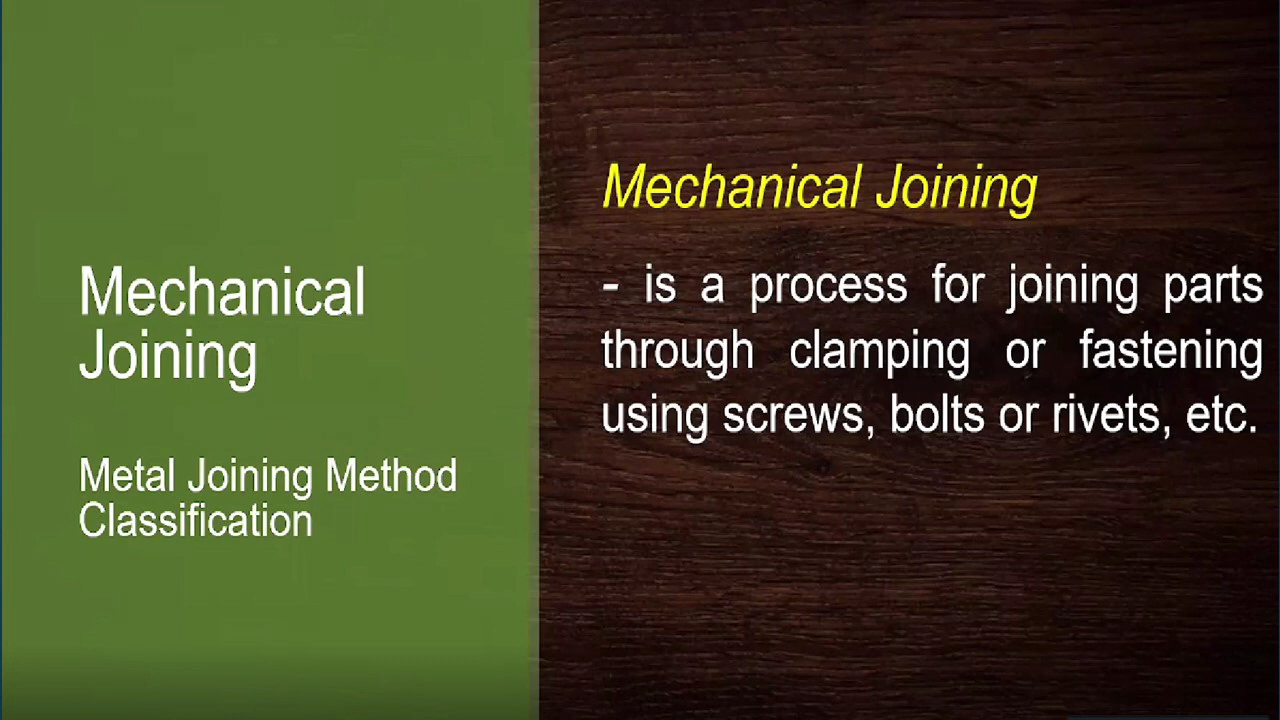 Mechanical
Joining
Metal Joining Method
Classification
Mechanical Joining
- is a process for joining parts
through clamping or fastening
using screws, bolts or rivets, etc.